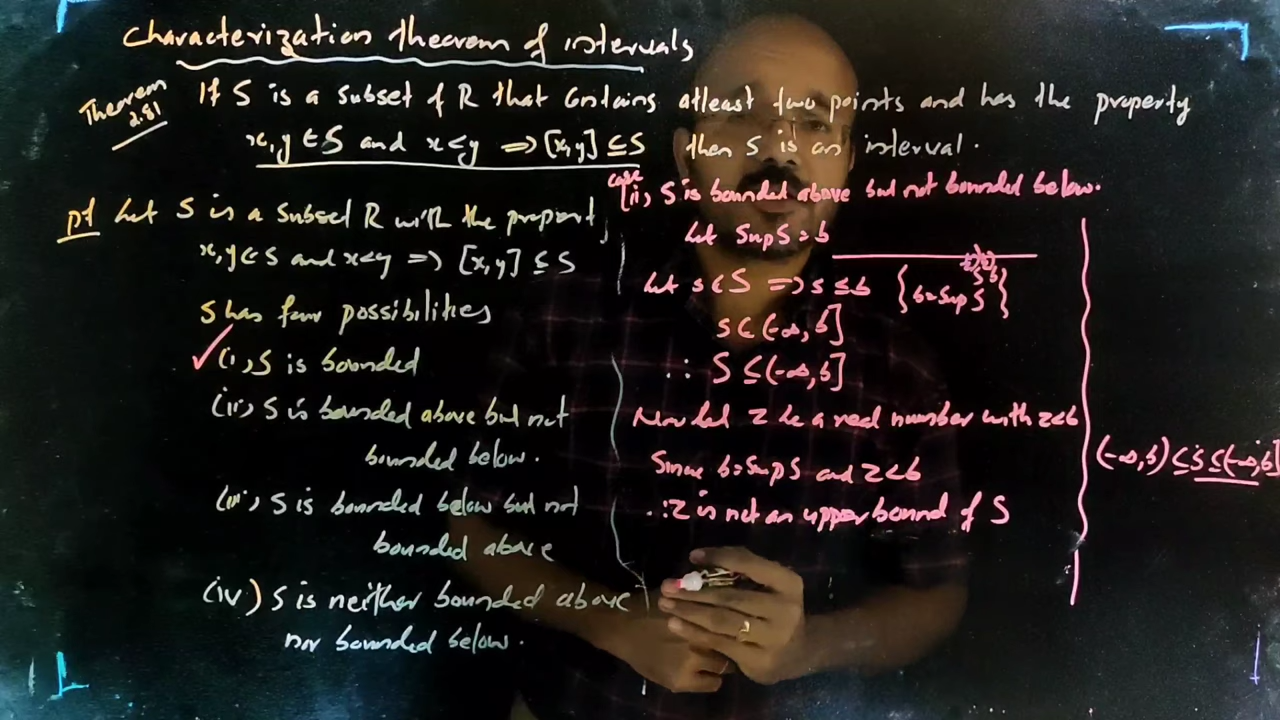 Characterization Theorem of intervals
Theorem 2.51
If S is a subset of R that contains atleast two points and has the property
x,y ∈ S and x<y ⇒ [x,y] ⊆ S then S is an interval.
pf Let S is a subset R with the propert
x,y ∈ S and x<y ⇒ [x,y] ⊆ S
S has four possibilities
(i), S is bounded
(ii), S is bounded above but not
bounded below.
(iii), S is bounded below but not
bounded above
(iv) S is neither bounded above
nor bounded below.
case
(ii, S is bounded above but not bounded below.
Let Sup S = b
Let s ∈ S ⇒ s ≤ b {b = Sup S}
s ∈ (-∞, b]
∴ S ⊆ (-∞, b]
Now let z be a real number with z<b
Since b = Sup S and z<b
∴ z is not an upper bound of S
(-∞, b) ⊆ S ⊆ (-∞, b]